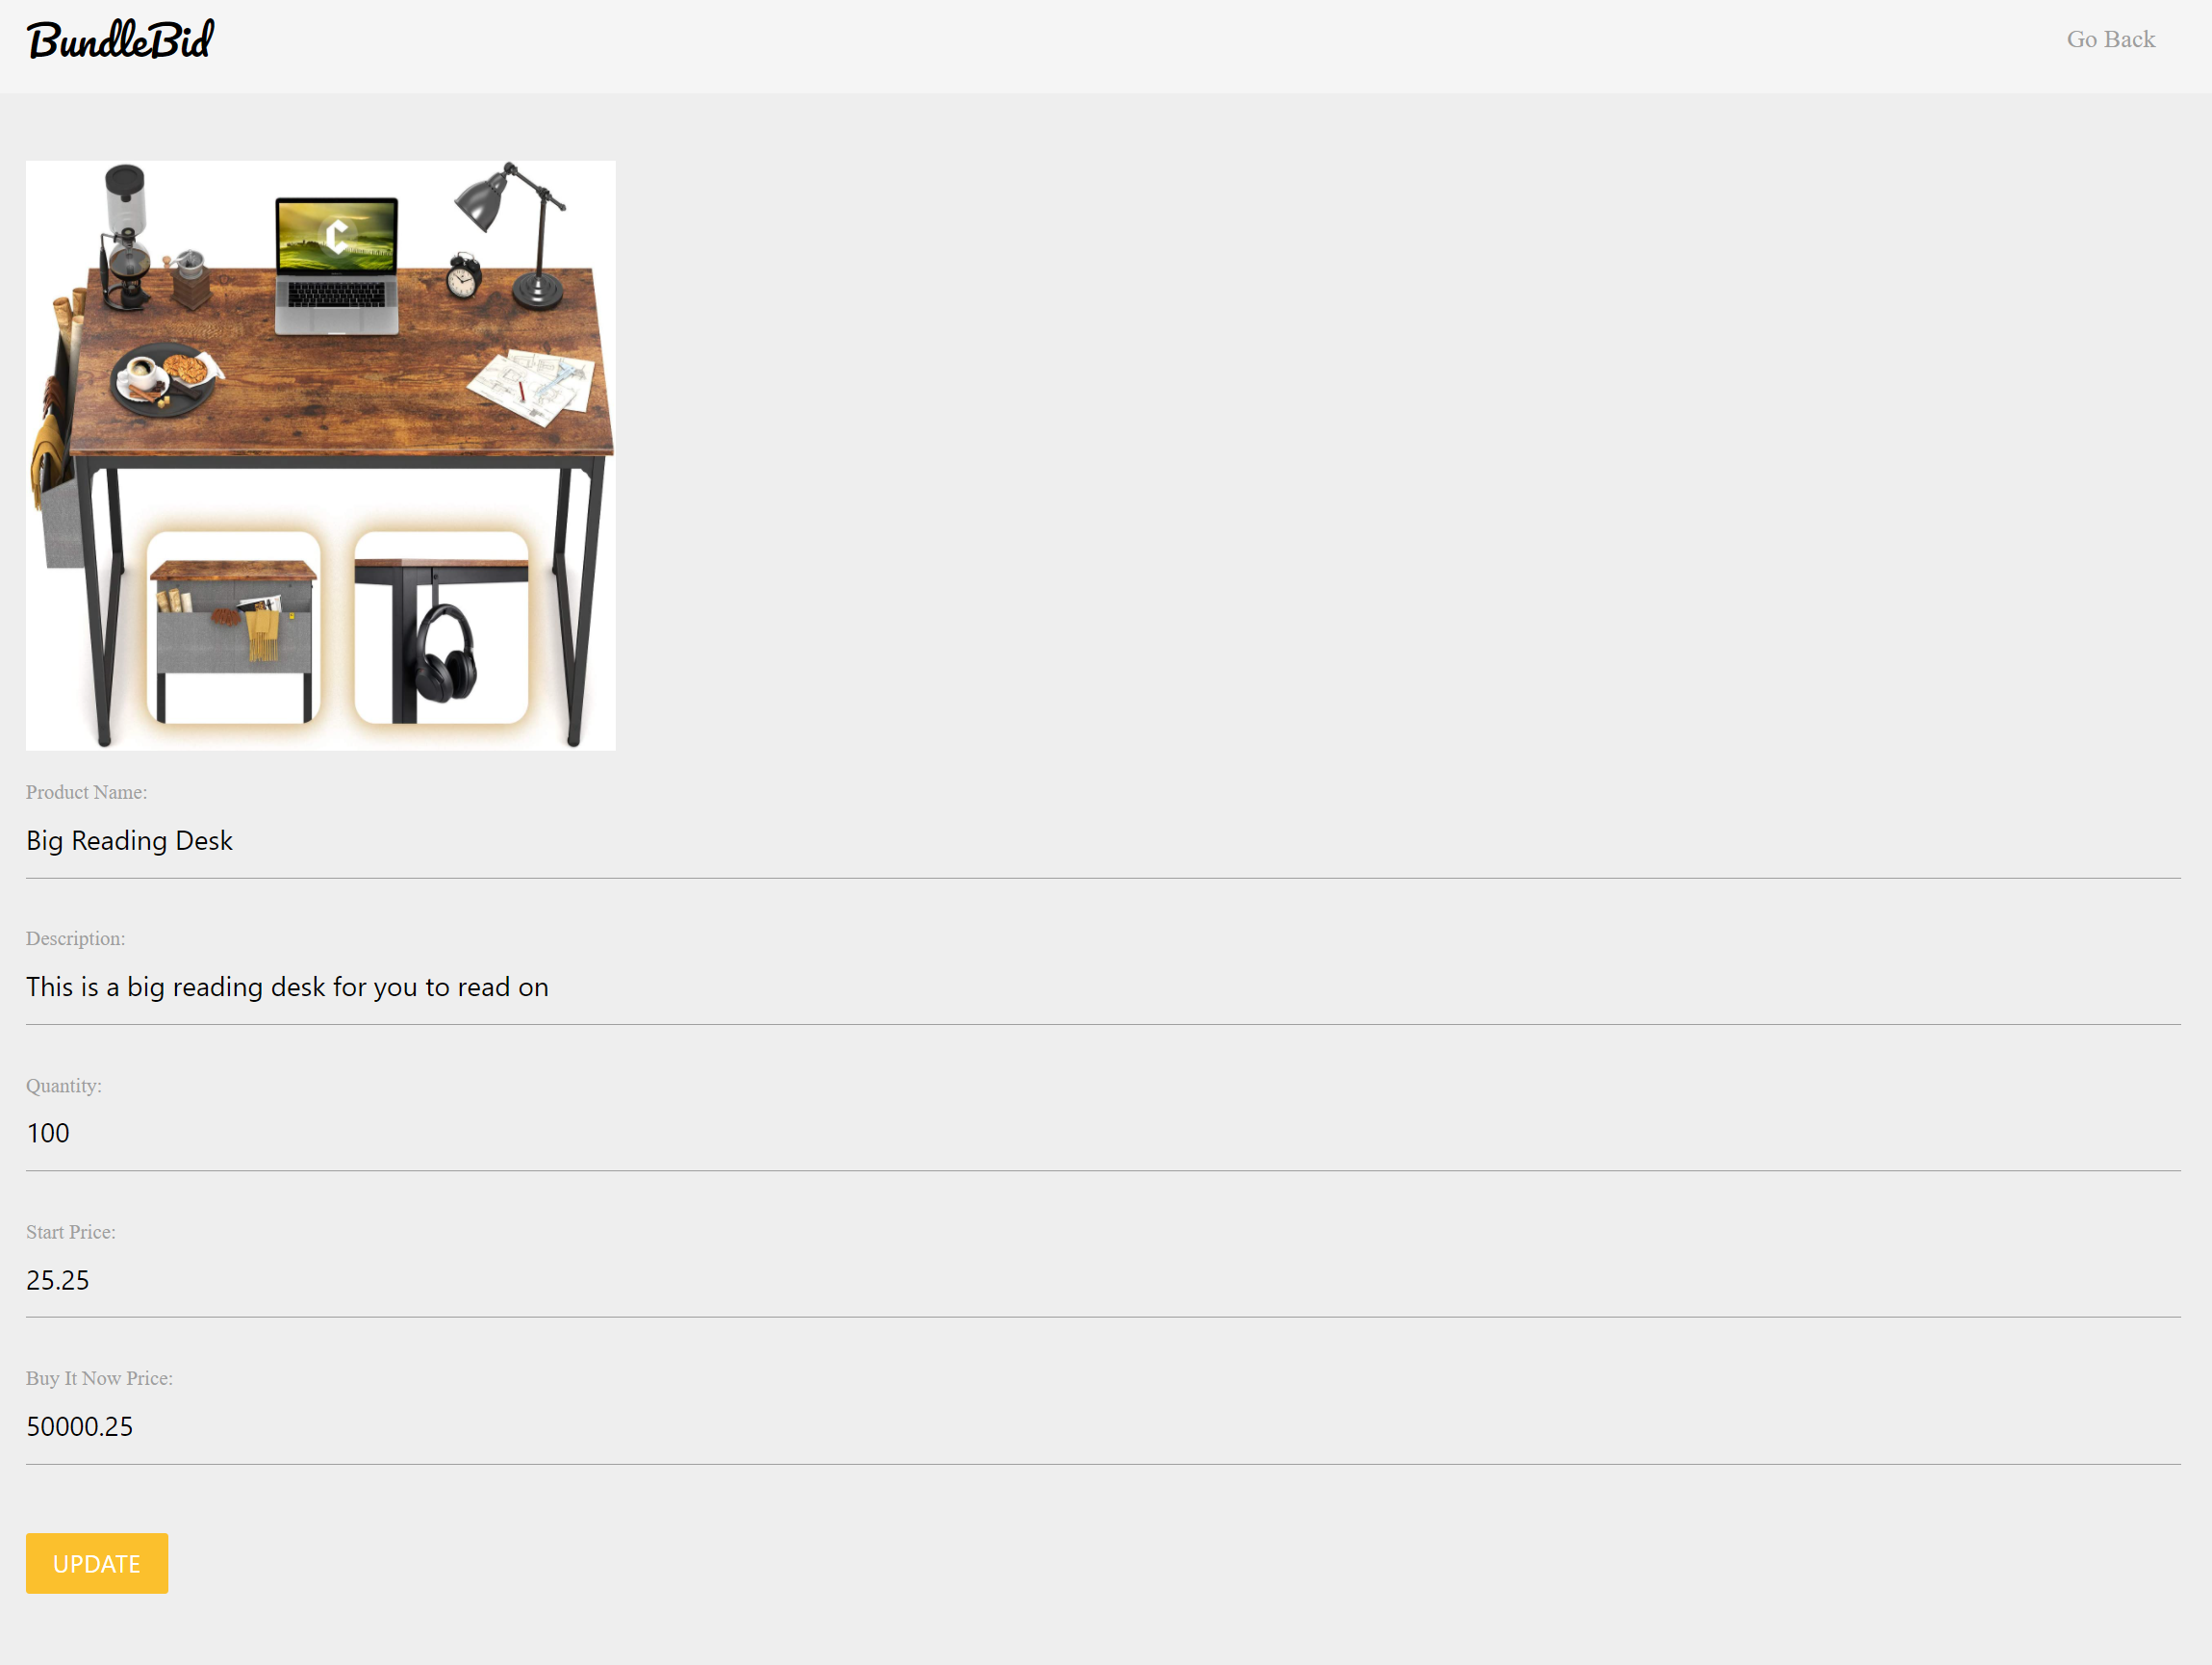 BundleBid
Go Back
Product Name:
Big Reading Desk
Description:
This is a big reading desk for you to read on
Quantity:
100
Start Price:
25.25
Buy It Now Price:
50000.25
UPDATE